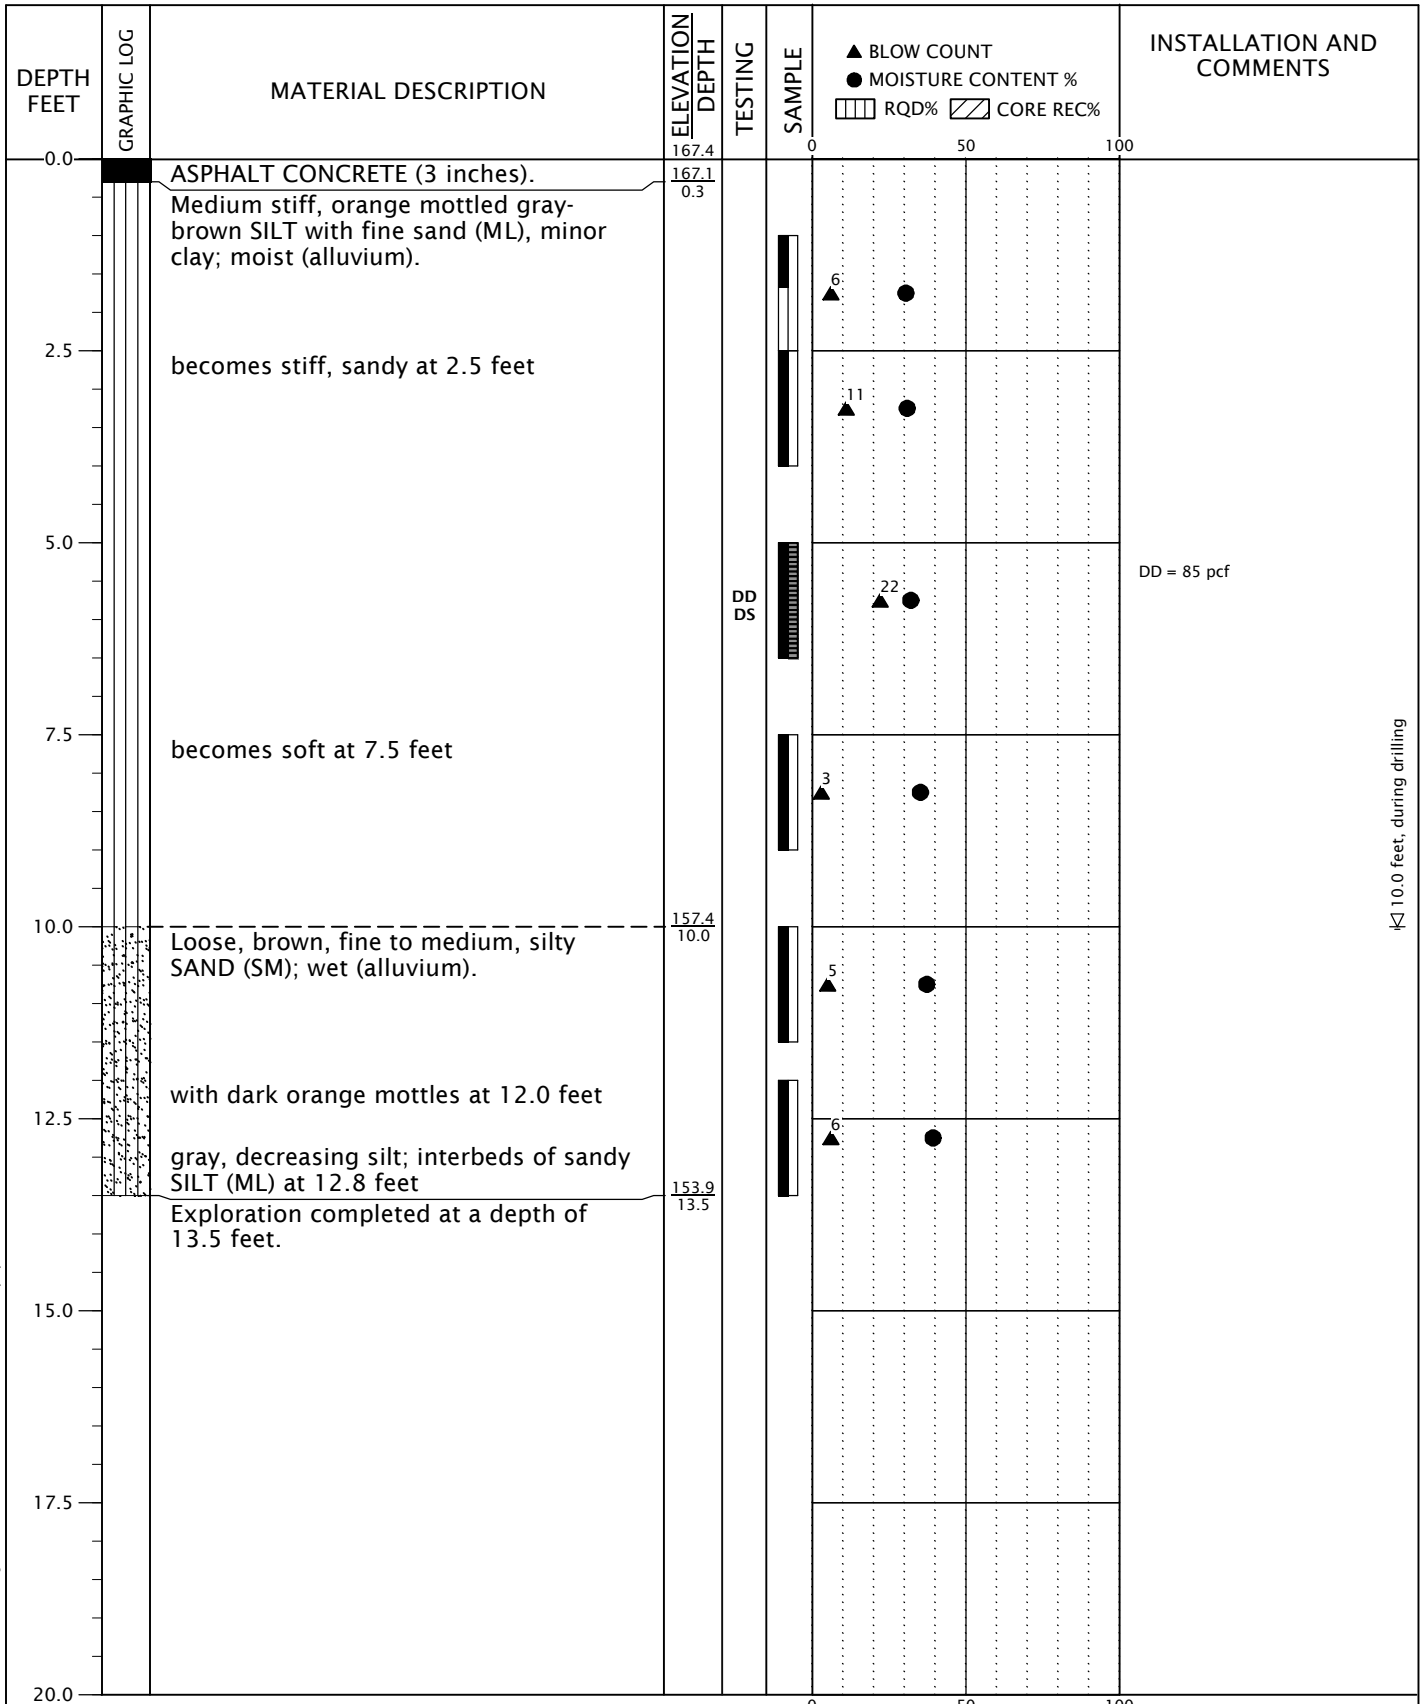 DEPTH
FEET
GRAPHIC LOG
MATERIAL DESCRIPTION
ELEVATION
DEPTH
TESTING
SAMPLE
▲ BLOW COUNT
● MOISTURE CONTENT %
RQD% CORE REC%
INSTALLATION AND
COMMENTS
0 50 100
0.0
167.4
ASPHALT CONCRETE (3 inches).
167.1
0.3
Medium stiff, orange mottled gray-
brown SILT with fine sand (ML), minor
clay; moist (alluvium).
6
2.5
becomes stiff, sandy at 2.5 feet
11
5.0
DD
DS
22
DD = 85 pcf
7.5
becomes soft at 7.5 feet
3
10.0 feet, during drilling
10.0
157.4
10.0
Loose, brown, fine to medium, silty
SAND (SM); wet (alluvium).
5
with dark orange mottles at 12.0 feet
12.5
6
gray, decreasing silt; interbeds of sandy
SILT (ML) at 12.8 feet
153.9
13.5
Exploration completed at a depth of
13.5 feet.
15.0
17.5
20.0
0 50 100